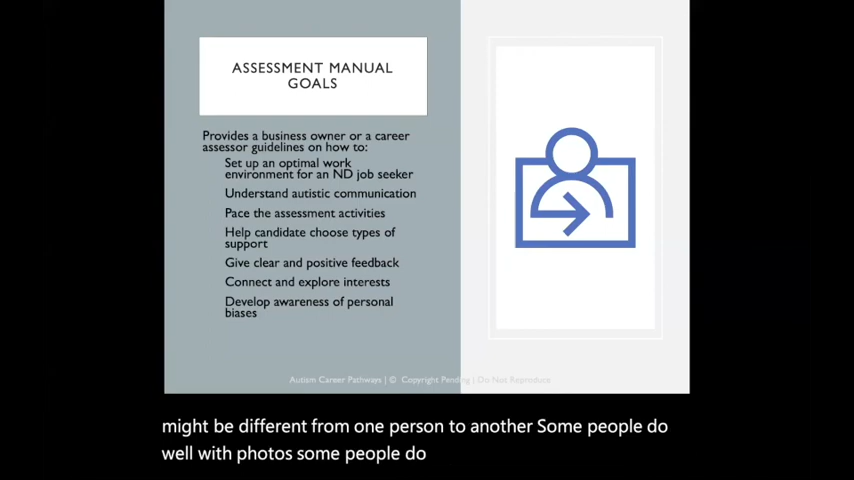 ASSESSMENT MANUAL
GOALS
Provides a business owner or a career
assessor guidelines on how to:
Set up an optimal work
environment for an ND job seeker
Understand autistic communication
Pace the assessment activities
Help candidate choose types of
support
Give clear and positive feedback
Connect and explore interests
Develop awareness of personal
biases
Autism Career Pathways | © Copyright Pending | Do Not Reproduce
might be different from one person to another Some people do
well with photos some people do